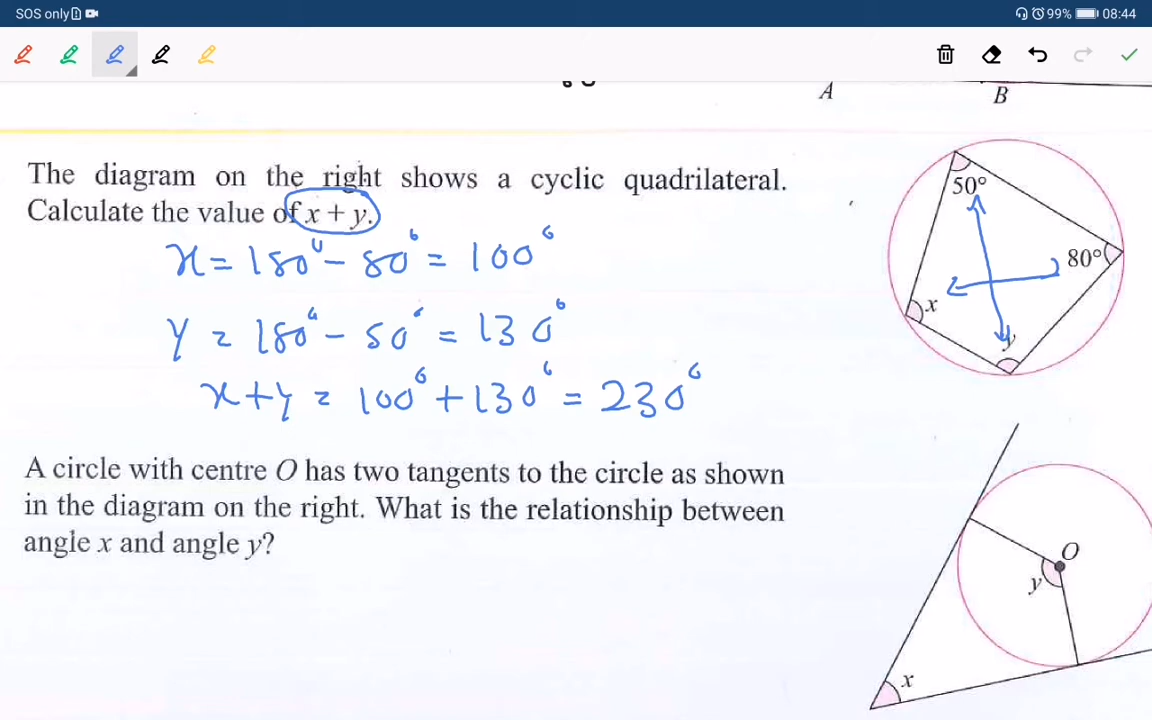 SOS only
99% 08:44
A
B
The diagram on the right shows a cyclic quadrilateral.
Calculate the value of x + y.
50°
80°
x
y
x = 180° - 80° = 100°
y = 180° - 50° = 130°
x + y = 100° + 130° = 230°
A circle with centre O has two tangents to the circle as shown
in the diagram on the right. What is the relationship between
angle x and angle y?
O
y
x